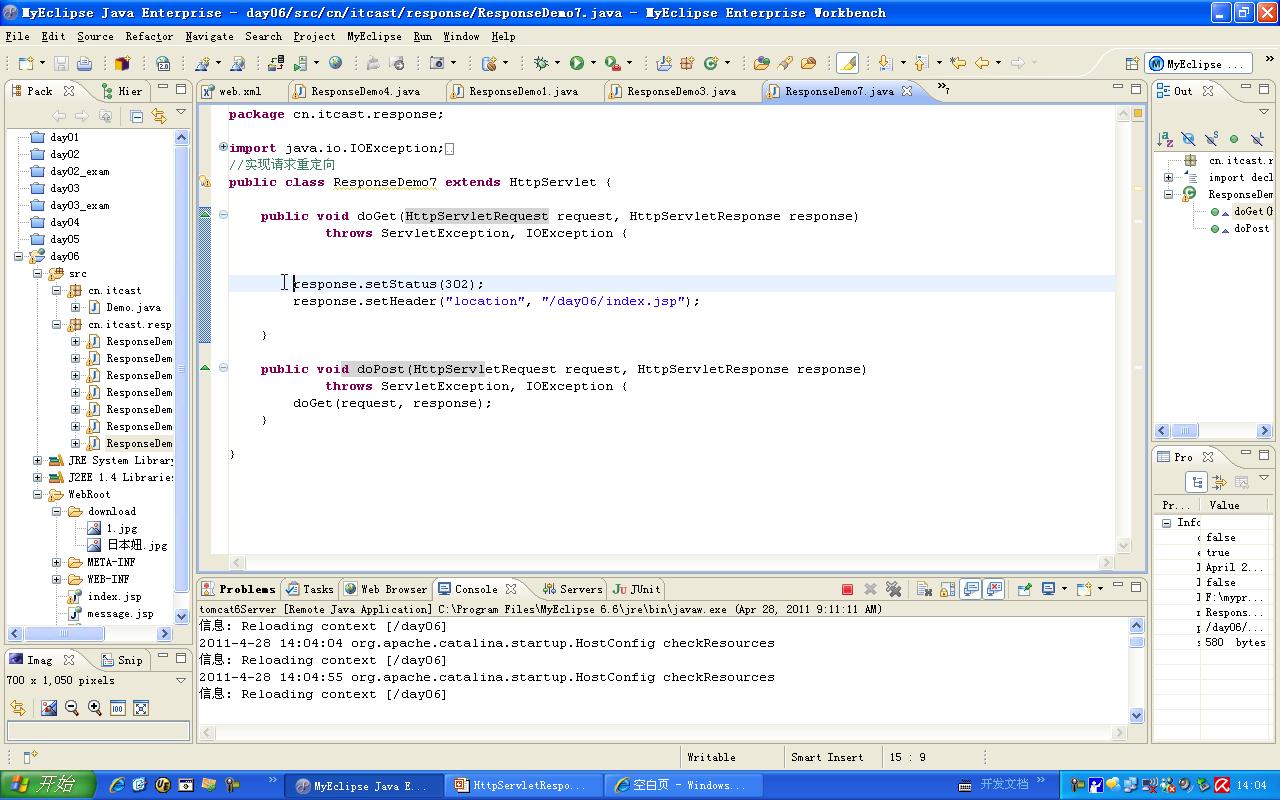 MyEclipse Java Enterprise - day06/src/cn/itcast/response/ResponseDemo7.java - MyEclipse Enterprise Workbench
File Edit Source Refactor Navigate Search Project MyEclipse Run Window Help
MyEclipse ...
Pack
Hier
day01
day02
day02_exam
day03
day03_exam
day04
day05
day06
src
cn.itcast
Demo.java
cn.itcast.resp
ResponseDem
ResponseDem
ResponseDem
ResponseDem
ResponseDem
ResponseDem
ResponseDem
JRE System Library
J2EE 1.4 Libraries
WebRoot
download
1.jpg
日本妞.jpg
META-INF
WEB-INF
index.jsp
message.jsp
Imag
Snip
700 x 1,050 pixels
web.xml
ResponseDemo4.java
ResponseDemo1.java
ResponseDemo3.java
ResponseDemo7.java
»7
package cn.itcast.response;
import java.io.IOException;
//实现请求重定向
public class ResponseDemo7 extends HttpServlet {
public void doGet(HttpServletRequest request, HttpServletResponse response)
throws ServletException, IOException {
response.setStatus(302);
response.setHeader("location", "/day06/index.jsp");
}
public void doPost(HttpServletRequest request, HttpServletResponse response)
throws ServletException, IOException {
doGet(request, response);
}
}
Problems
Tasks
Web Browser
Console
Servers
JUnit
tomcat6Server [Remote Java Application] C:\Program Files\MyEclipse 6.6\jre\bin\javaw.exe (Apr 28, 2011 9:11:11 AM)
信息: Reloading context [/day06]
2011-4-28 14:04:04 org.apache.catalina.startup.HostConfig checkResources
信息: Reloading context [/day06]
2011-4-28 14:04:55 org.apache.catalina.startup.HostConfig checkResources
信息: Reloading context [/day06]
Out
cn.itcast.r
import decl
ResponseDem
doGet(H
doPost
Pro
Pr... Value
Info
false
true
April 2...
false
F:\mypr...
Respons...
/day06/...
580 bytes
Writable
Smart Insert
15 : 9
开始
MyEclipse Java E...
HttpServletRespo...
空白页 - Windows...
开发文档
14:04